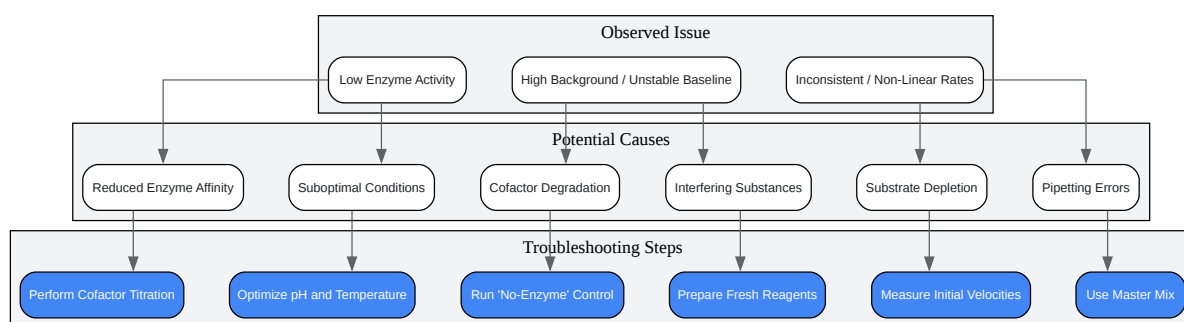 Observed Issue
Low Enzyme Activity
High Background / Unstable Baseline
Inconsistent / Non-Linear Rates
Potential Causes
Reduced Enzyme Affinity
Suboptimal Conditions
Cofactor Degradation
Interfering Substances
Substrate Depletion
Pipetting Errors
Troubleshooting Steps
Perform Cofactor Titration
Optimize pH and Temperature
Run 'No-Enzyme' Control
Prepare Fresh Reagents
Measure Initial Velocities
Use Master Mix